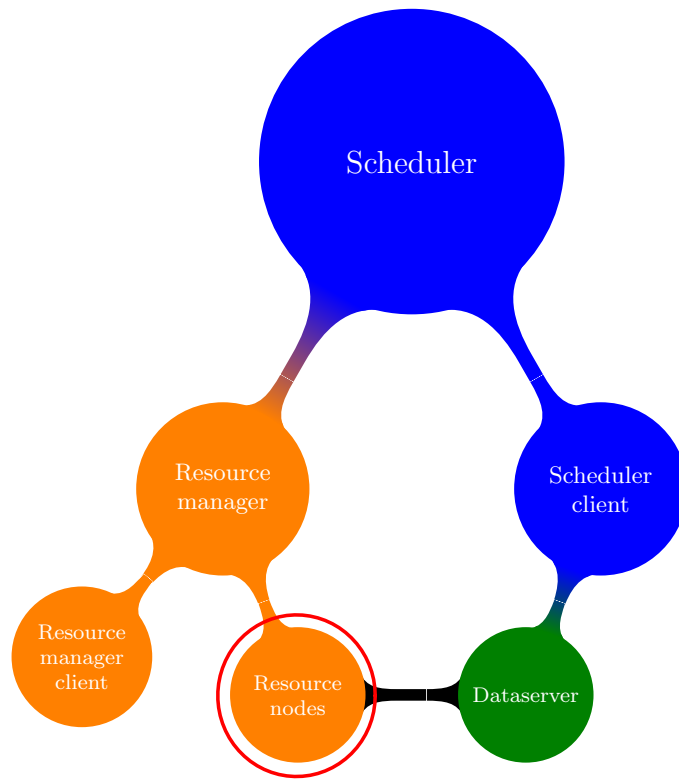 Scheduler
Resource
manager
Scheduler
client
Resource
manager
client
Resource
nodes
Dataserver